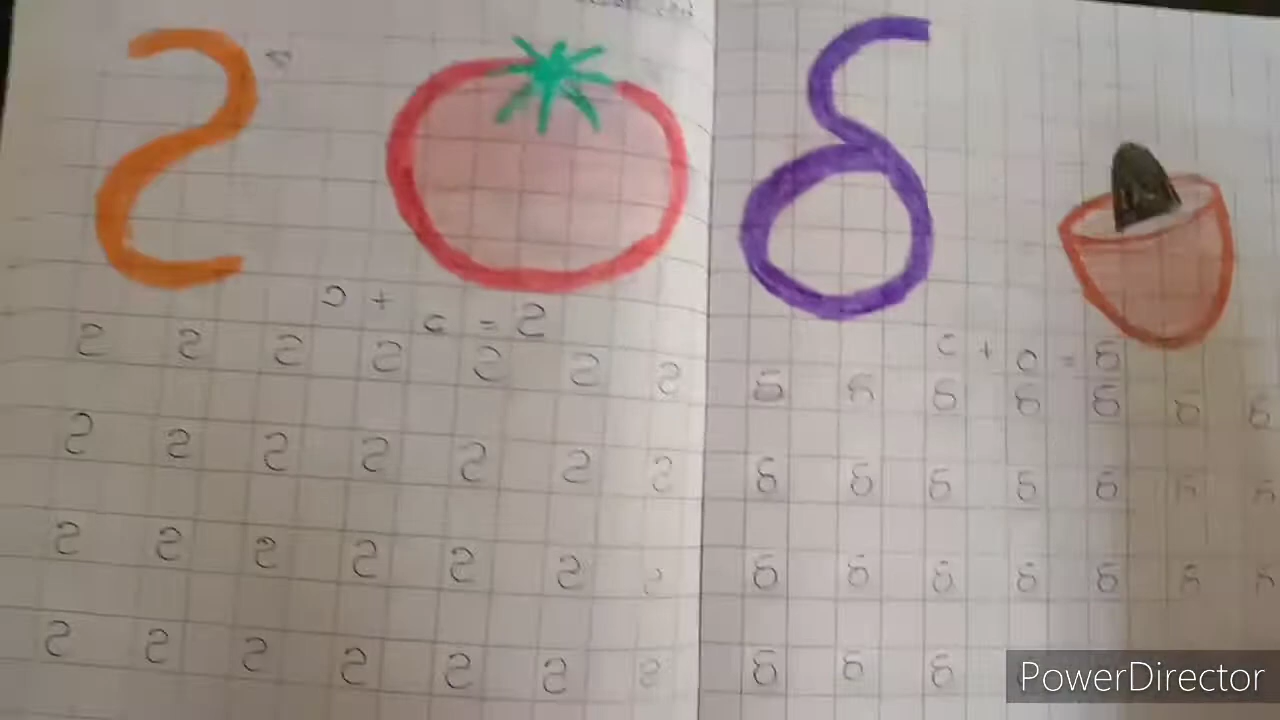 ટ
ɔ + c = ટ
ટ ટ ટ ટ ટ ટ ટ
ટ ટ ટ ટ ટ ટ ટ
ટ ટ ટ ટ ટ ટ
ટ ટ ટ ટ ટ ટ ટ
ઠ
c + o = ઠ
ઠ ઠ ઠ ઠ ઠ ઠ ઠ
ઠ ઠ ઠ ઠ ઠ ઠ ઠ
ઠ ઠ ઠ ઠ ઠ ઠ ઠ
ઠ ઠ ઠ
PowerDirector